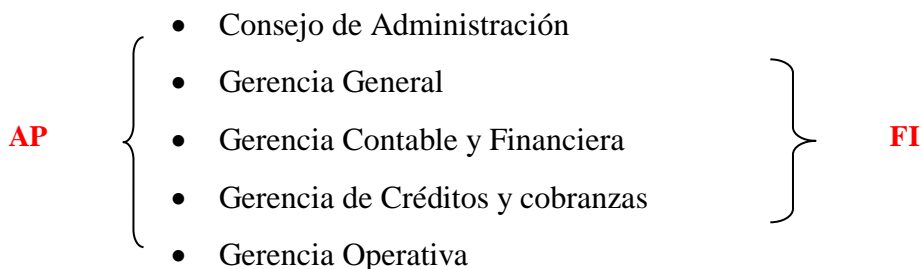 • Consejo de Administración
• Gerencia General
AP • Gerencia Contable y Financiera FI
• Gerencia de Créditos y cobranzas
• Gerencia Operativa